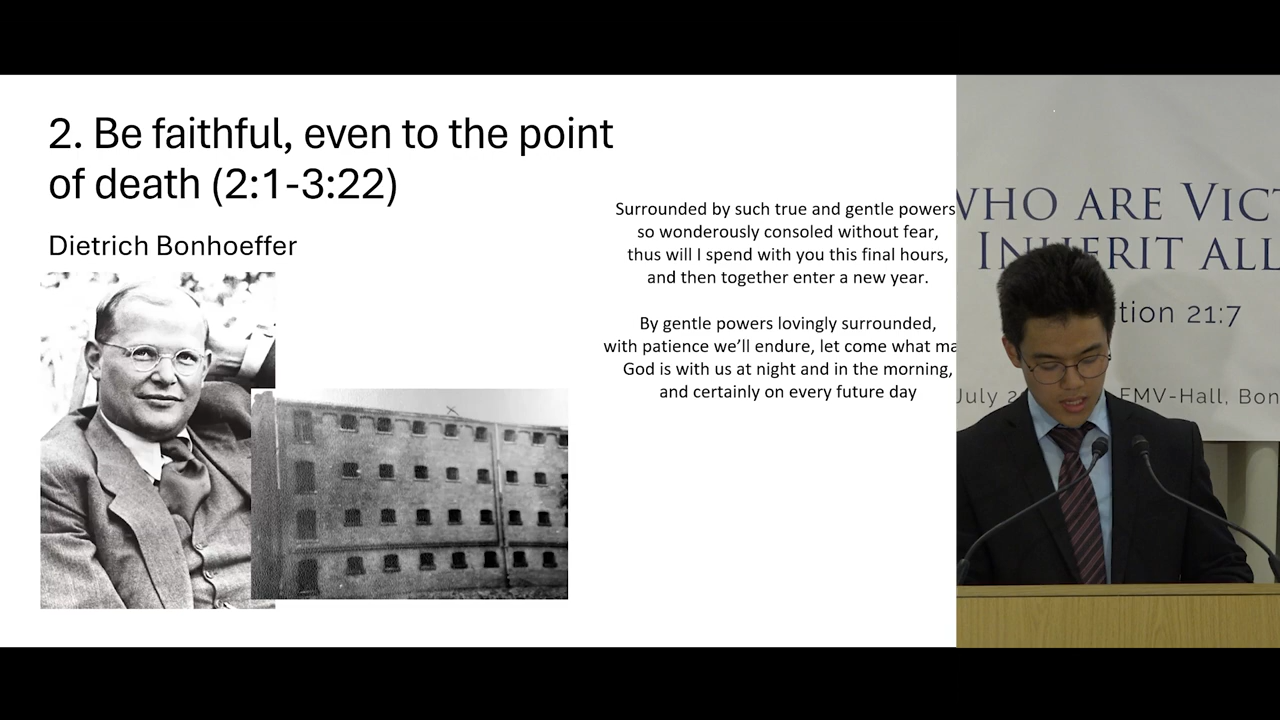 2. Be faithful, even to the point
of death (2:1-3:22)
Dietrich Bonhoeffer
Surrounded by such true and gentle powers
so wonderously consoled without fear,
thus will I spend with you this final hours,
and then together enter a new year.
By gentle powers lovingly surrounded,
with patience we'll endure, let come what ma
God is with us at night and in the morning,
and certainly on every future day
WHO ARE VICT
INHERIT ALL
tion 21:7
July 2 FMV-Hall, Bon